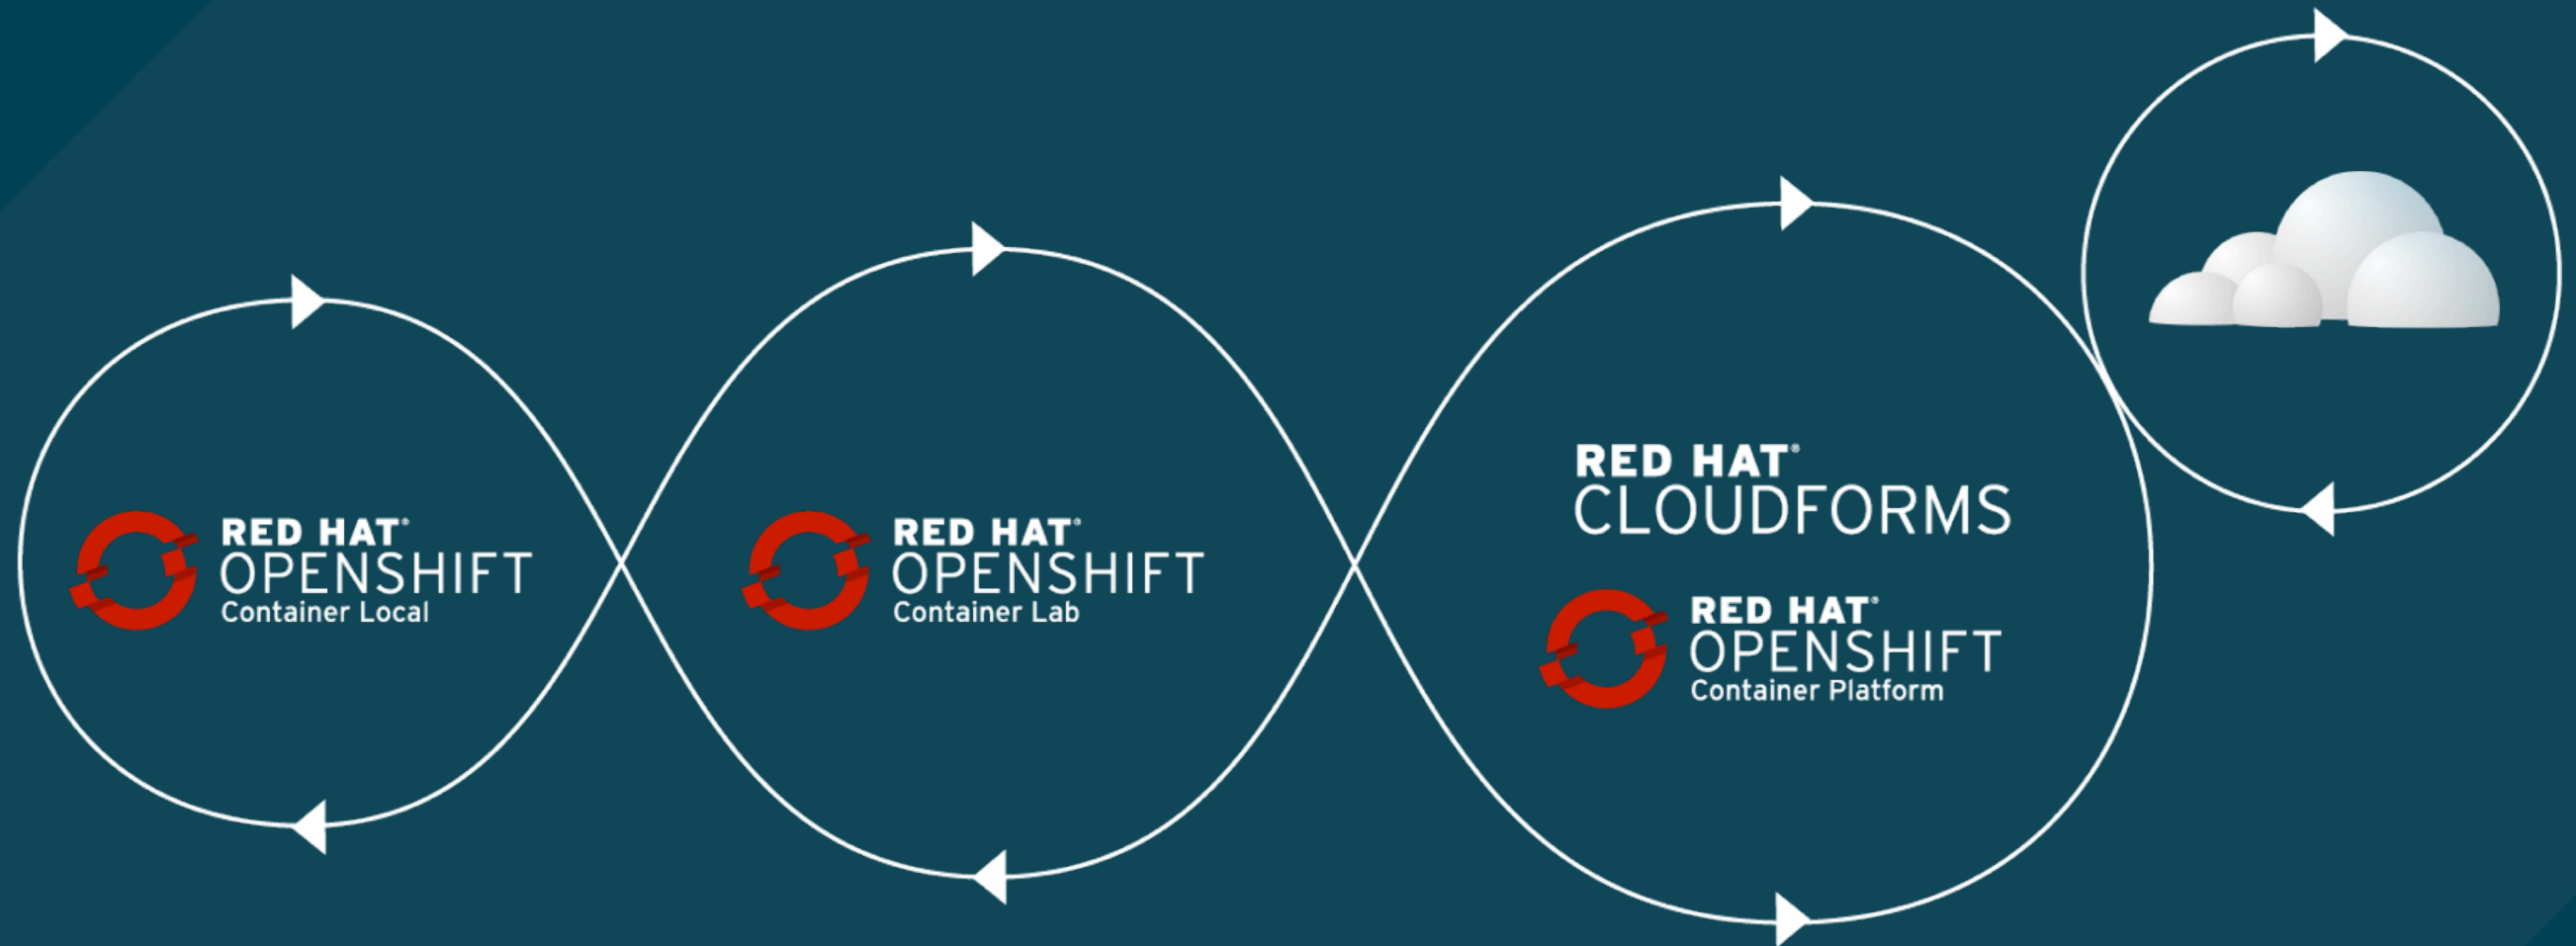 RED HAT®
OPENSHIFT
Container Local
RED HAT®
OPENSHIFT
Container Lab
RED HAT®
CLOUDFORMS
RED HAT®
OPENSHIFT
Container Platform